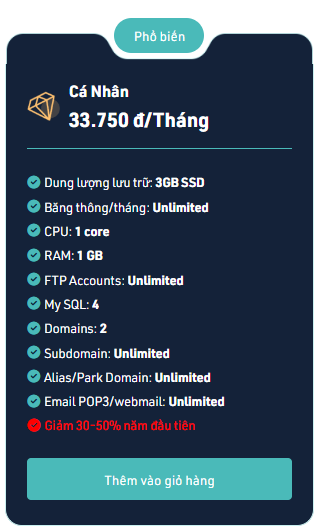 Phổ biến
Cá Nhân
33.750 đ/Tháng
Dung lượng lưu trữ: 3GB SSD
Băng thông/tháng: Unlimited
CPU: 1 core
RAM: 1 GB
FTP Accounts: Unlimited
My SQL: 4
Domains: 2
Subdomain: Unlimited
Alias/Park Domain: Unlimited
Email POP3/webmail: Unlimited
Giảm 30-50% năm đầu tiên
Thêm vào giỏ hàng